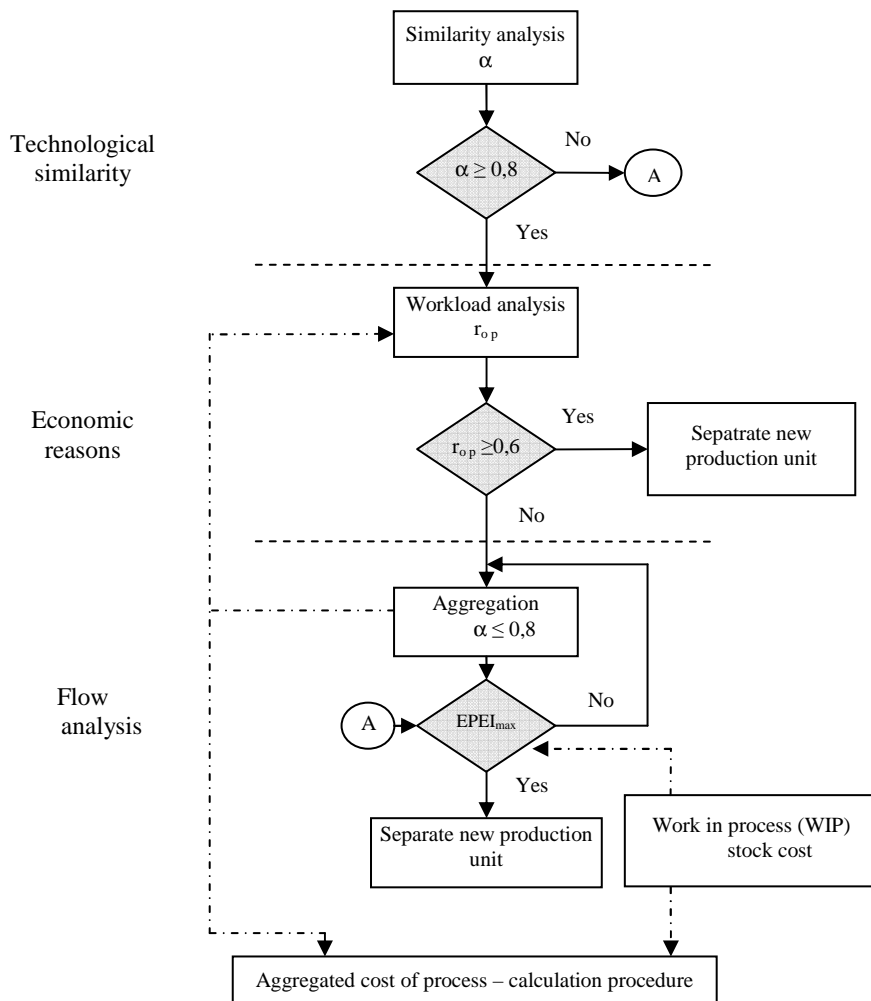 Similarity analysis
α
Technological
similarity
α ≥ 0,8
No
A
Yes
Workload analysis
r o p
Economic
reasons
r o p ≥0,6
Yes
Sepatrate new
production unit
No
Aggregation
α ≤ 0,8
Flow
analysis
A
EPEImax
No
Yes
Separate new production
unit
Work in process (WIP)
stock cost
Aggregated cost of process – calculation procedure